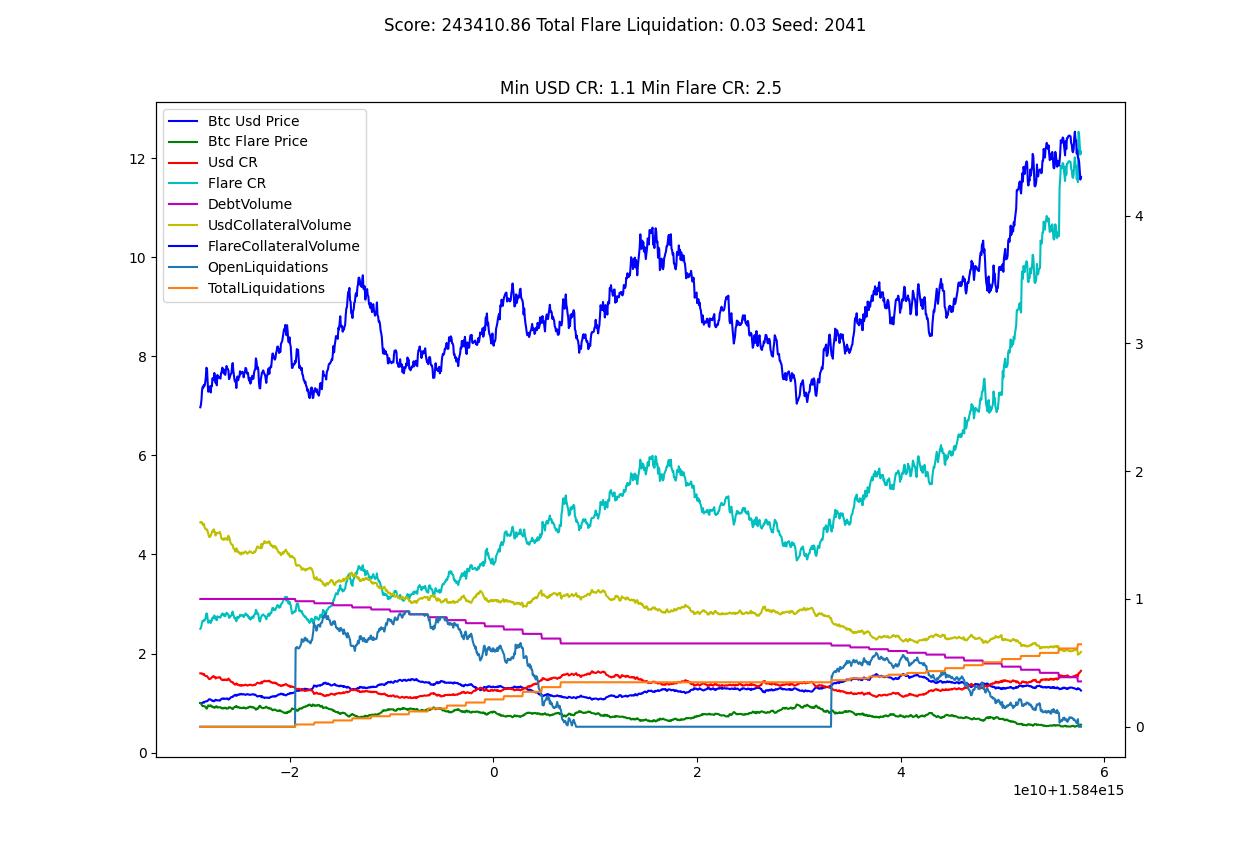 Score: 243410.86 Total Flare Liquidation: 0.03 Seed: 2041
Min USD CR: 1.1 Min Flare CR: 2.5
Btc Usd Price
Btc Flare Price
Usd CR
Flare CR
DebtVolume
UsdCollateralVolume
FlareCollateralVolume
OpenLiquidations
TotalLiquidations
12
10
8
6
4
2
0
4
3
2
1
0
−2
0
2
4
6
1e10+1.584e15